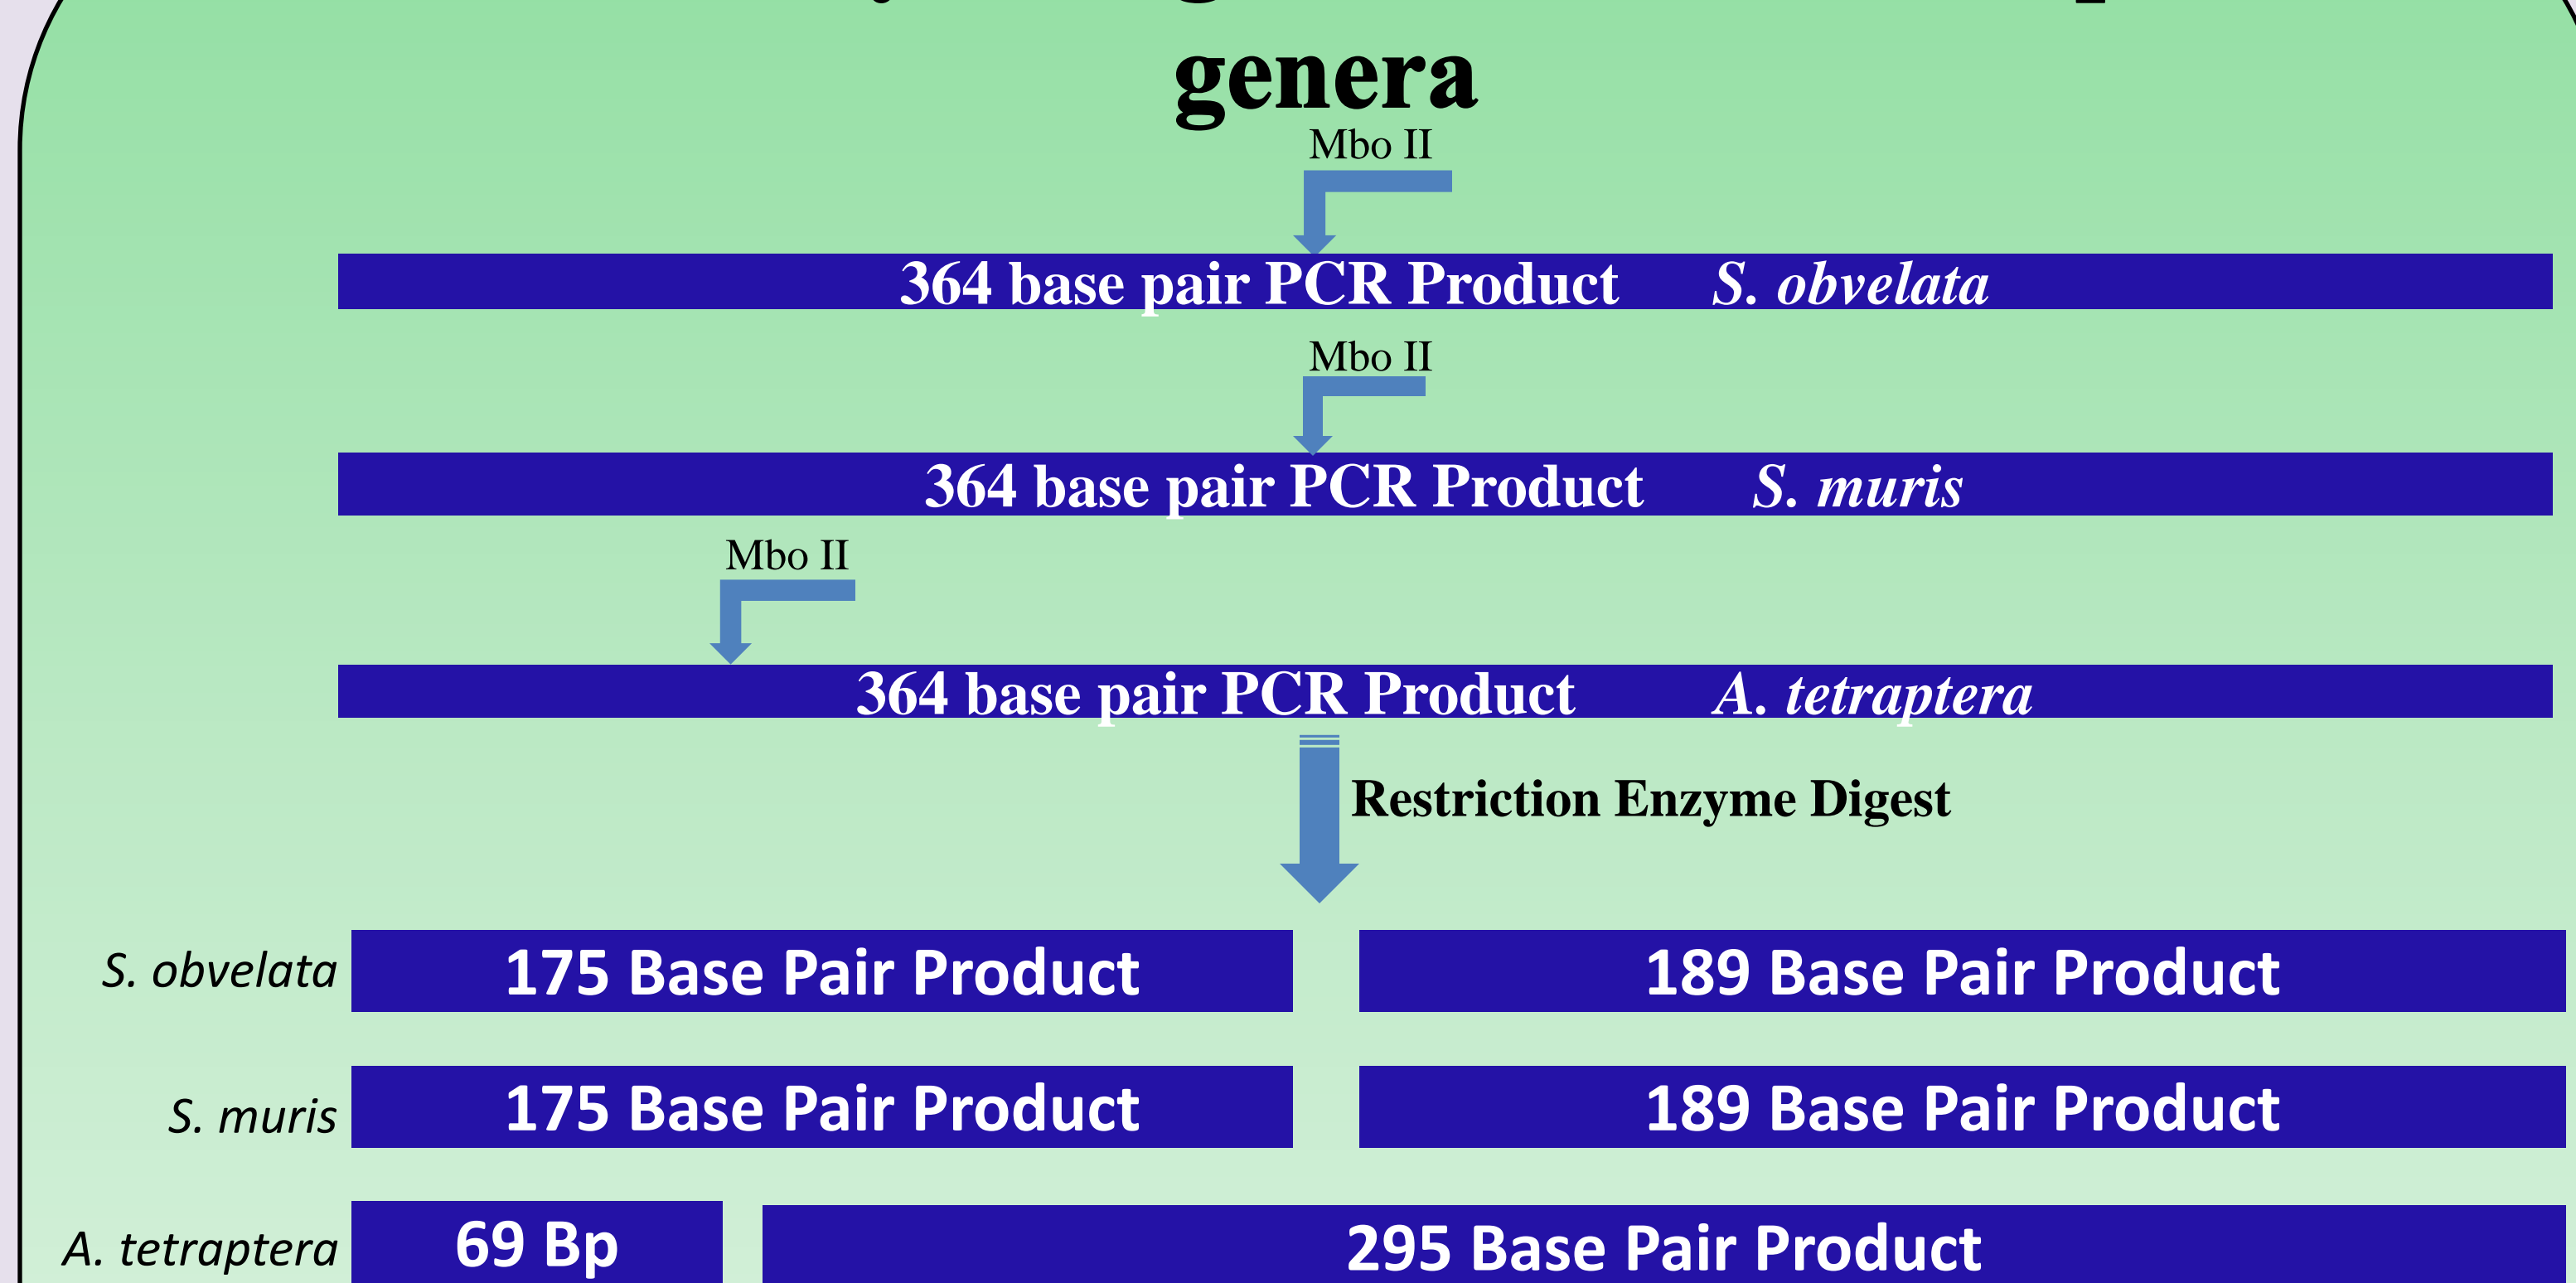 genera
Mbo II
364 base pair PCR Product S. obvelata
Mbo II
364 base pair PCR Product S. muris
Mbo II
364 base pair PCR Product A. tetraptera
Restriction Enzyme Digest
S. obvelata 175 Base Pair Product 189 Base Pair Product
S. muris 175 Base Pair Product 189 Base Pair Product
A. tetraptera 69 Bp 295 Base Pair Product